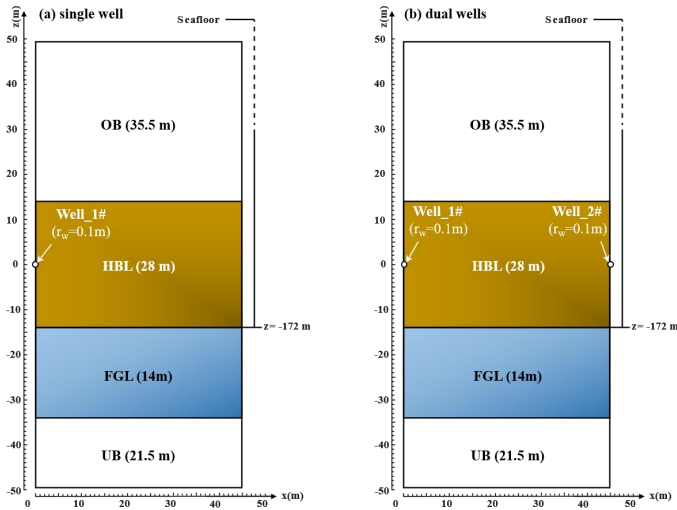 z(m)
(a) single well
Seafloor
50
40
30
20
10
0
-10
-20
-30
-40
-50
OB (35.5 m)
Well_1#
(rw=0.1m)
HBL (28 m)
z= -172 m
FGL (14m)
UB (21.5 m)
0
10
20
30
40
50
x(m)
z(m)
(b) dual wells
Seafloor
50
40
30
20
10
0
-10
-20
-30
-40
-50
OB (35.5 m)
Well_1#
(rw=0.1m)
Well_2#
(rw=0.1m)
HBL (28 m)
z= -172 m
FGL (14m)
UB (21.5 m)
0
10
20
30
40
50
x(m)